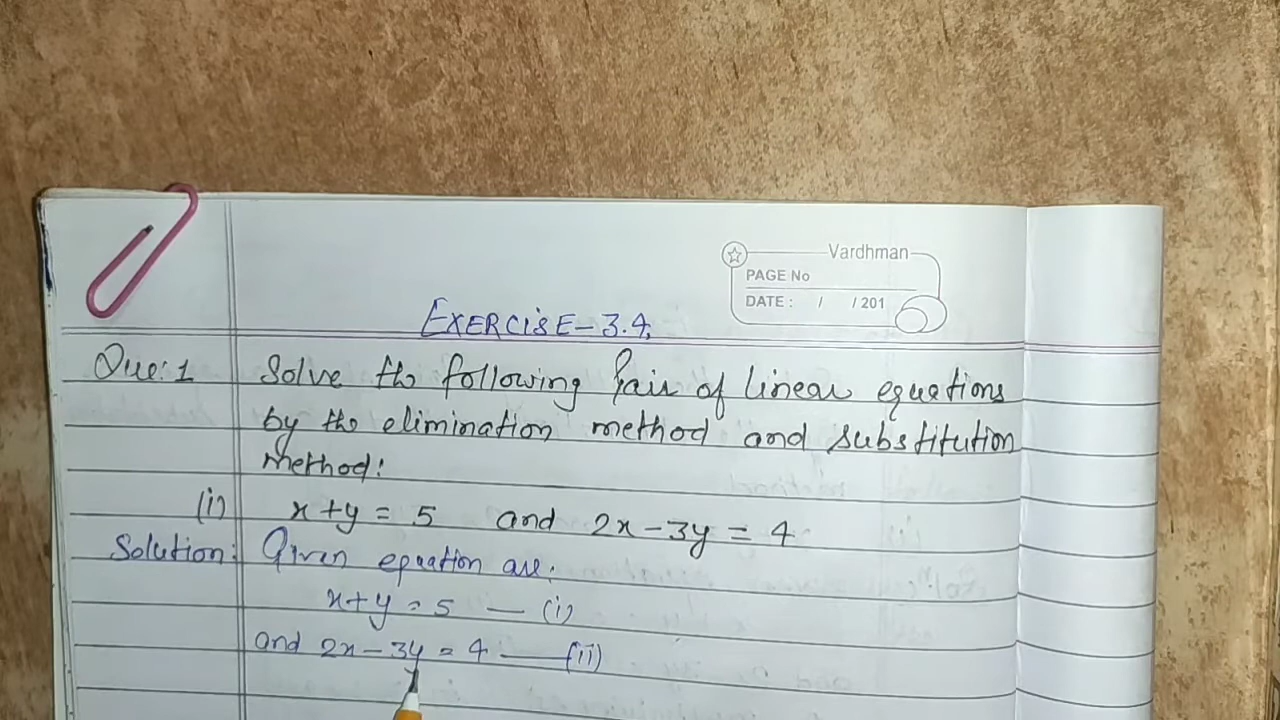 Vardhman
PAGE No
DATE : / / 201
EXERCISE-3.4,
Que:1 Solve the following Pair of linear equations
by the elimination method and substitution
method:
(i) x+y = 5 and 2x-3y = 4
Solution: Given equation are.
x+y = 5 — (i)
and 2x-3y = 4 — (ii)